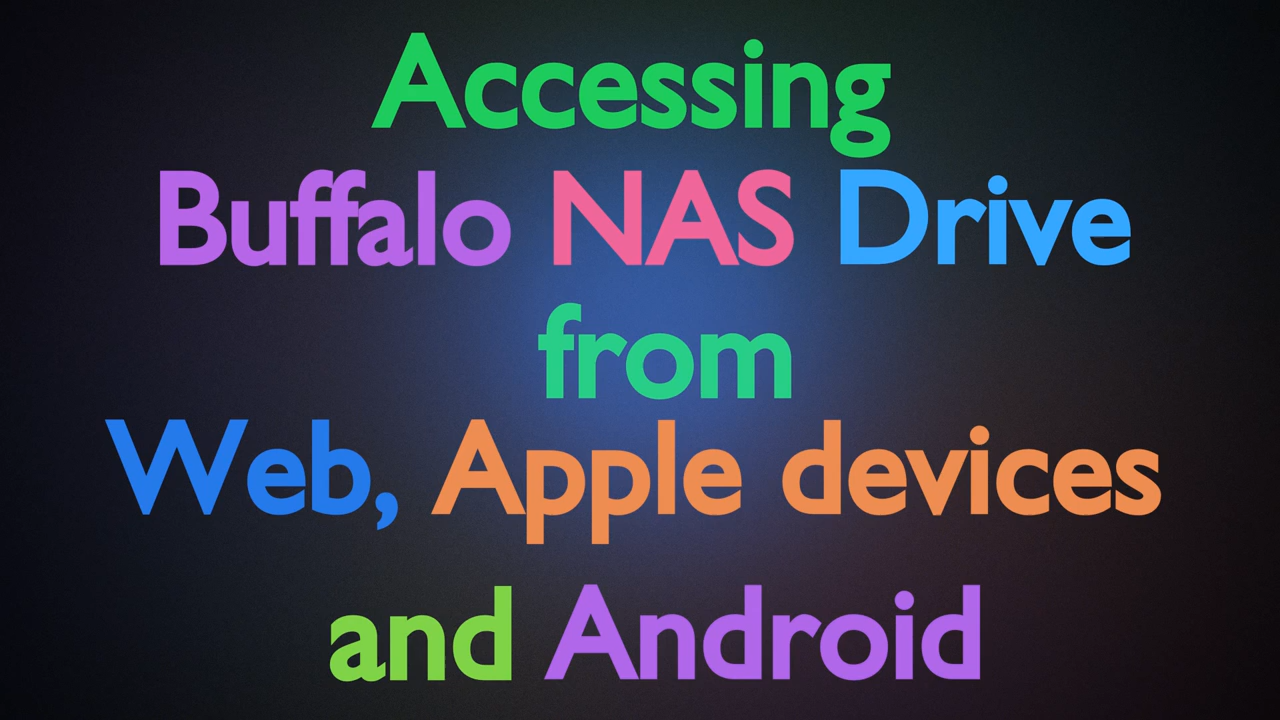 Accessing
Buffalo NAS Drive
from
Web, Apple devices
and Android